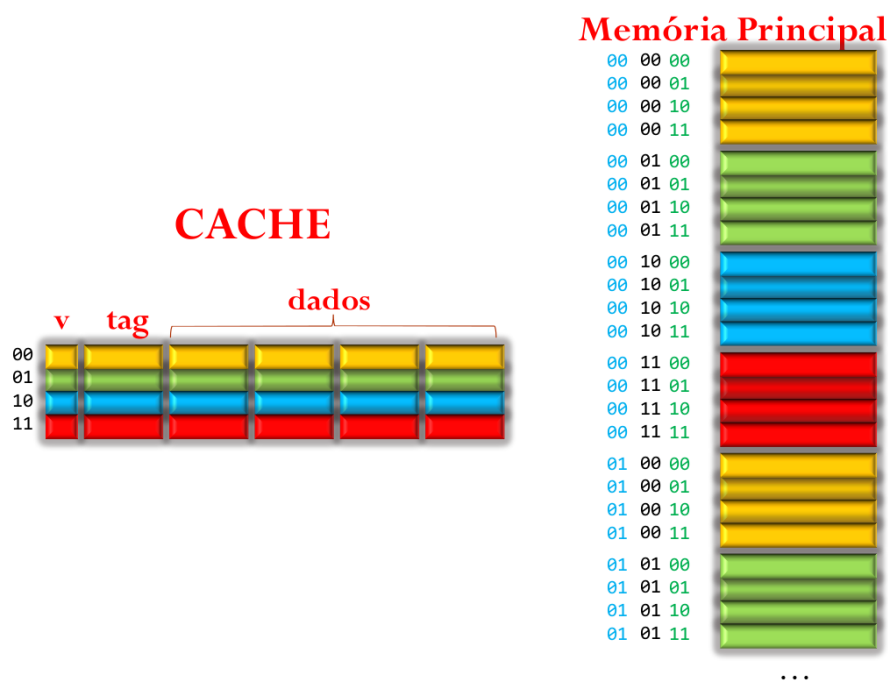 Memória Principal
00 00 00
00 00 01
00 00 10
00 00 11
00 01 00
00 01 01
00 01 10
00 01 11
00 10 00
00 10 01
00 10 10
00 10 11
00 11 00
00 11 01
00 11 10
00 11 11
01 00 00
01 00 01
01 00 10
01 00 11
01 01 00
01 01 01
01 01 10
01 01 11
...
CACHE
dados
v tag
00
01
10
11